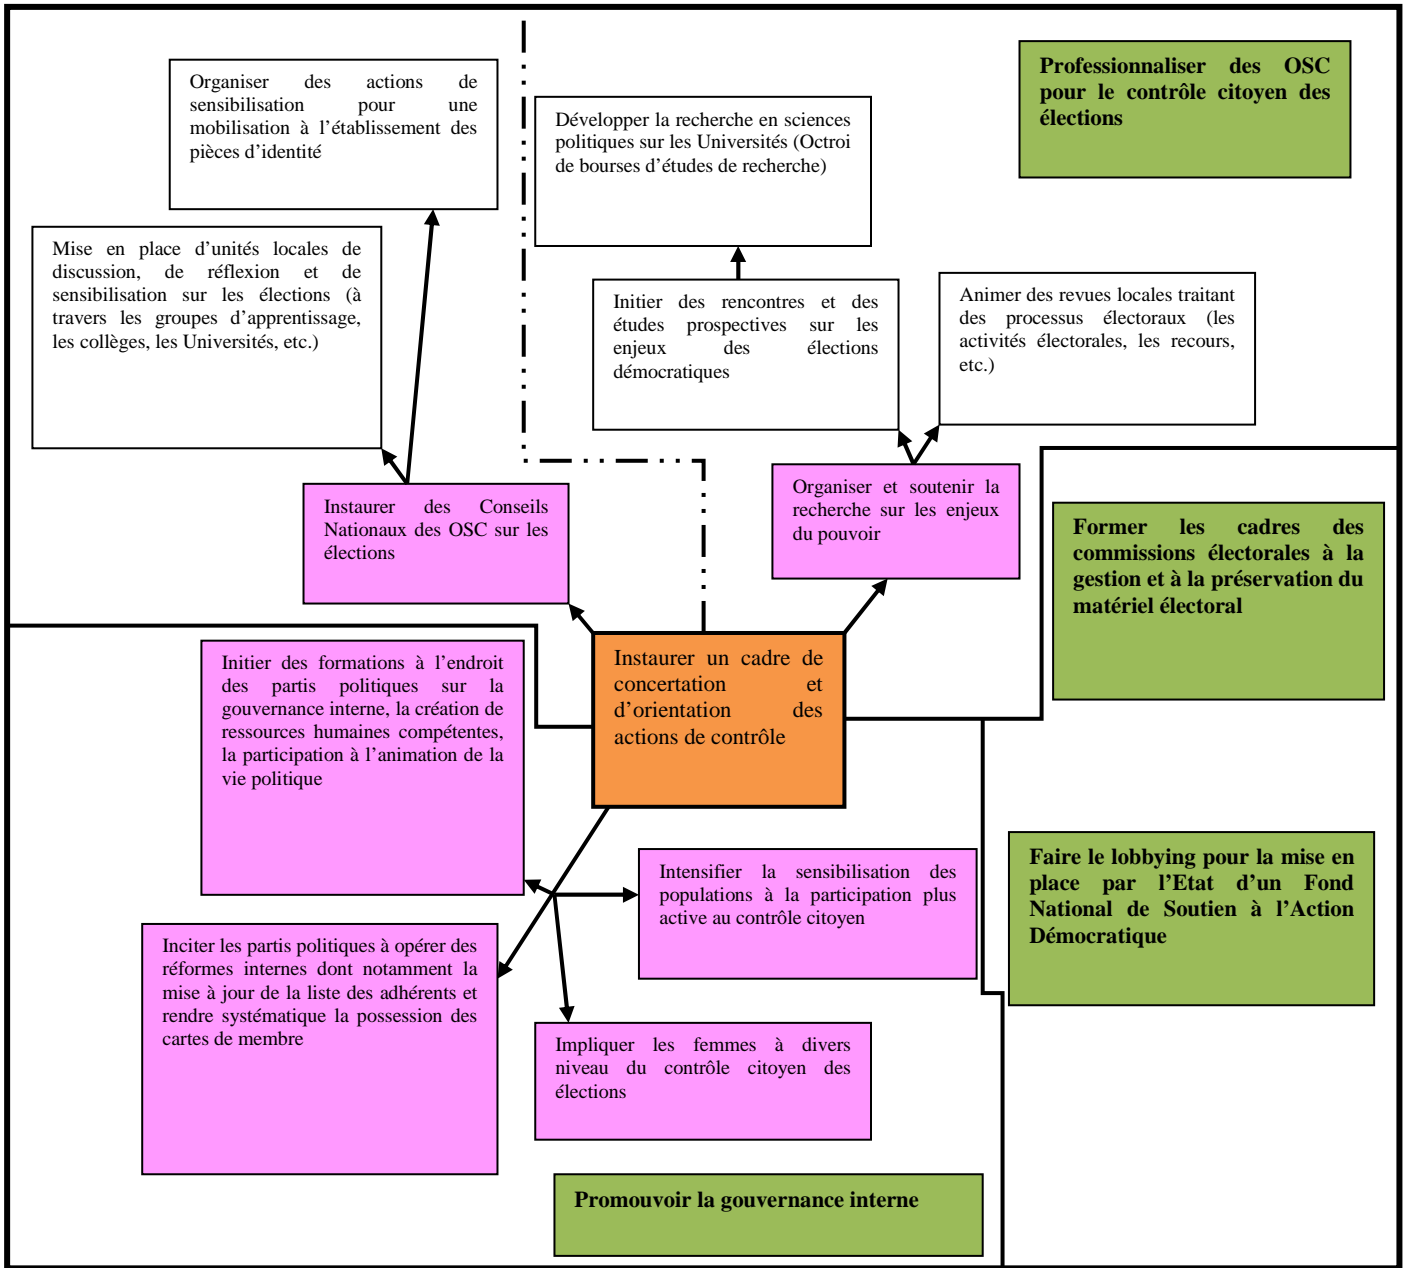 Organiser des actions de
sensibilisation pour une
mobilisation à l’établissement des
pièces d’identité
Développer la recherche en sciences
politiques sur les Universités (Octroi
de bourses d’études de recherche)
Professionnaliser des OSC
pour le contrôle citoyen des
élections
Mise en place d’unités locales de
discussion, de réflexion et de
sensibilisation sur les élections (à
travers les groupes d’apprentissage,
les collèges, les Universités, etc.)
Initier des rencontres et des
études prospectives sur les
enjeux des élections
démocratiques
Animer des revues locales traitant
des processus électoraux (les
activités électorales, les recours,
etc.)
Instaurer des Conseils
Nationaux des OSC sur les
élections
Organiser et soutenir la
recherche sur les enjeux
du pouvoir
Former les cadres des
commissions électorales à la
gestion et à la préservation du
matériel électoral
Initier des formations à l’endroit
des partis politiques sur la
gouvernance interne, la création de
ressources humaines compétentes,
la participation à l’animation de la
vie politique
Instaurer un cadre de
concertation et
d’orientation des
actions de contrôle
Intensifier la sensibilisation des
populations à la participation plus
active au contrôle citoyen
Faire le lobbying pour la mise en
place par l’Etat d’un Fond
National de Soutien à l’Action
Démocratique
Inciter les partis politiques à opérer des
réformes internes dont notamment la
mise à jour de la liste des adhérents et
rendre systématique la possession des
cartes de membre
Impliquer les femmes à divers
niveau du contrôle citoyen des
élections
Promouvoir la gouvernance interne